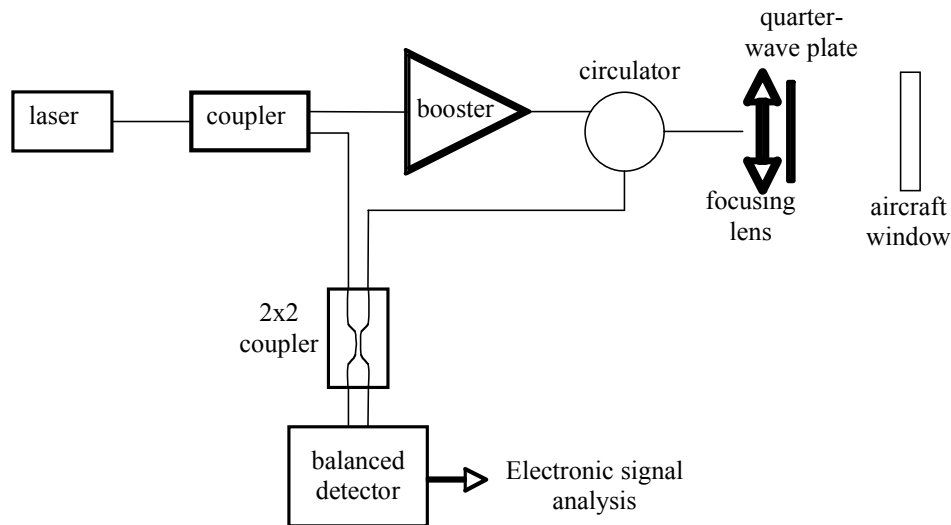 quarter-
wave plate
circulator
laser
coupler
booster
focusing
lens
aircraft
window
2x2
coupler
balanced
detector
Electronic signal
analysis